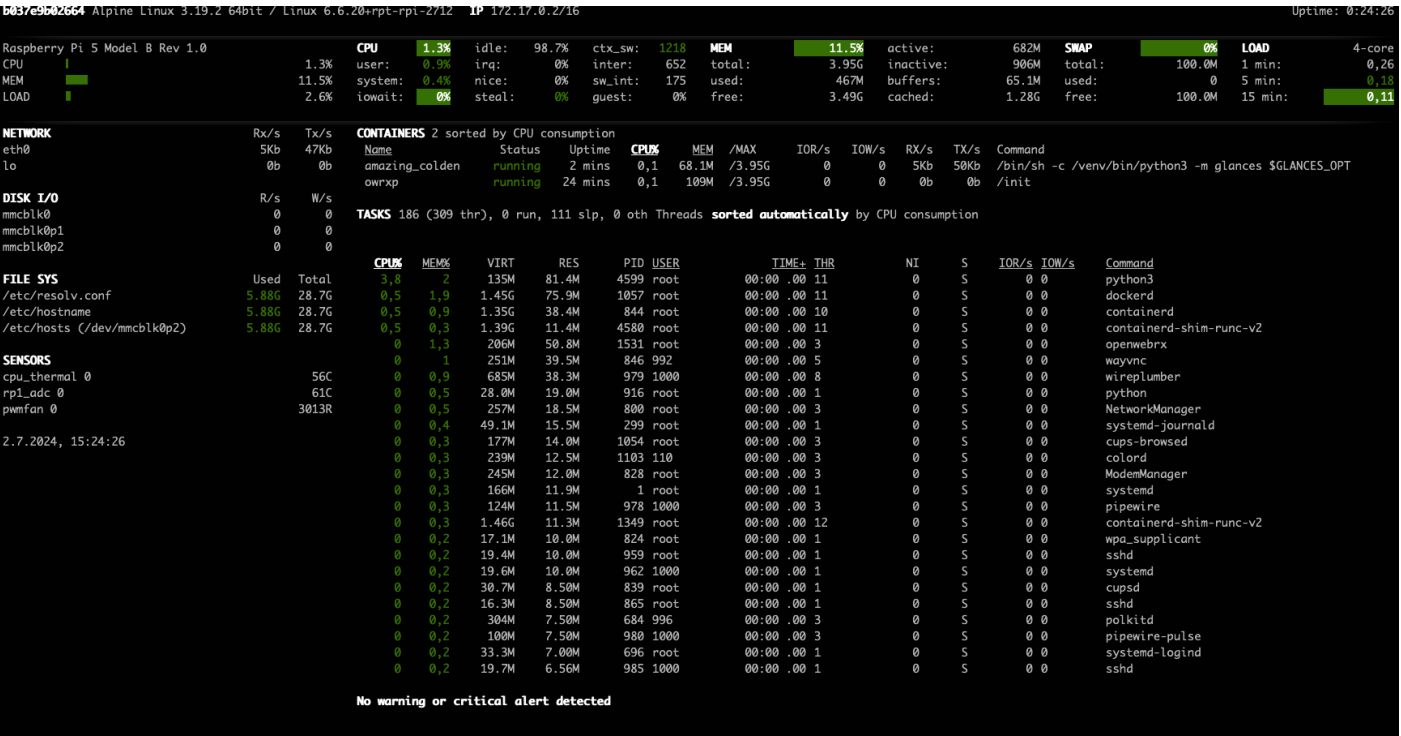 b037e9b02664 Alpine Linux 3.19.2 64bit / Linux 6.6.20+rpt-rpi-2712 IP 172.17.0.2/16 Uptime: 0:24:26
Raspberry Pi 5 Model B Rev 1.0 CPU 1.3% idle: 98.7% ctx_sw: 1218 MEM 11.5% active: 682M SWAP 0% LOAD 4-core
CPU 1.3% user: 0.9% irq: 0% inter: 652 total: 3.95G inactive: 906M total: 100.0M 1 min: 0,26
MEM 11.5% system: 0.4% nice: 0% sw_int: 175 used: 467M buffers: 65.1M used: 0 5 min: 0,18
LOAD 2.6% iowait: 0% steal: 0% guest: 0% free: 3.49G cached: 1.28G free: 100.0M 15 min: 0,11
NETWORK Rx/s Tx/s CONTAINERS 2 sorted by CPU consumption
eth0 5Kb 47Kb Name Status Uptime CPU% MEM /MAX IOR/s IOW/s RX/s TX/s Command
lo 0b 0b amazing_colden running 2 mins 0,1 68.1M /3.95G 0 0 5Kb 50Kb /bin/sh -c /venv/bin/python3 -m glances $GLANCES_OPT
owrxp running 24 mins 0,1 109M /3.95G 0 0 0b 0b /init
DISK I/O R/s W/s
mmcblk0 0 0 TASKS 186 (309 thr), 0 run, 111 slp, 0 oth Threads sorted automatically by CPU consumption
mmcblk0p1 0 0
mmcblk0p2 0 0
CPU% MEM% VIRT RES PID USER TIME+ THR NI S IOR/s IOW/s Command
FILE SYS Used Total 3,8 2 135M 81.4M 4599 root 00:00 .00 11 0 S 0 0 python3
/etc/resolv.conf 5.88G 28.7G 0,5 1,9 1.45G 75.9M 1057 root 00:00 .00 11 0 S 0 0 dockerd
/etc/hostname 5.88G 28.7G 0,5 0,9 1.35G 38.4M 844 root 00:00 .00 10 0 S 0 0 containerd
/etc/hosts (/dev/mmcblk0p2) 5.88G 28.7G 0,5 0,3 1.39G 11.4M 4580 root 00:00 .00 11 0 S 0 0 containerd-shim-runc-v2
0 1,3 206M 50.8M 1531 root 00:00 .00 3 0 S 0 0 openwebrx
SENSORS 0 1 251M 39.5M 846 992 00:00 .00 5 0 S 0 0 wayvnc
cpu_thermal 0 56C 0 0,9 685M 38.3M 979 1000 00:00 .00 8 0 S 0 0 wireplumber
rp1_adc 0 61C 0 0,5 28.0M 19.0M 916 root 00:00 .00 1 0 S 0 0 python
pwmfan 0 3013R 0 0,5 257M 18.5M 800 root 00:00 .00 3 0 S 0 0 NetworkManager
0 0,4 49.1M 15.5M 299 root 00:00 .00 1 0 S 0 0 systemd-journald
2.7.2024, 15:24:26 0 0,3 177M 14.0M 1054 root 00:00 .00 3 0 S 0 0 cups-browsed
0 0,3 239M 12.5M 1103 110 00:00 .00 3 0 S 0 0 colord
0 0,3 245M 12.0M 828 root 00:00 .00 3 0 S 0 0 ModemManager
0 0,3 166M 11.9M 1 root 00:00 .00 1 0 S 0 0 systemd
0 0,3 124M 11.5M 978 1000 00:00 .00 3 0 S 0 0 pipewire
0 0,3 1.46G 11.3M 1349 root 00:00 .00 12 0 S 0 0 containerd-shim-runc-v2
0 0,2 17.1M 10.0M 824 root 00:00 .00 1 0 S 0 0 wpa_supplicant
0 0,2 19.4M 10.0M 959 root 00:00 .00 1 0 S 0 0 sshd
0 0,2 19.6M 10.0M 962 1000 00:00 .00 1 0 S 0 0 systemd
0 0,2 30.7M 8.50M 839 root 00:00 .00 1 0 S 0 0 cupsd
0 0,2 16.3M 8.50M 865 root 00:00 .00 1 0 S 0 0 sshd
0 0,2 304M 7.50M 684 996 00:00 .00 3 0 S 0 0 polkitd
0 0,2 100M 7.50M 980 1000 00:00 .00 3 0 S 0 0 pipewire-pulse
0 0,2 33.3M 7.00M 696 root 00:00 .00 1 0 S 0 0 systemd-logind
0 0,2 19.7M 6.56M 985 1000 00:00 .00 1 0 S 0 0 sshd
No warning or critical alert detected